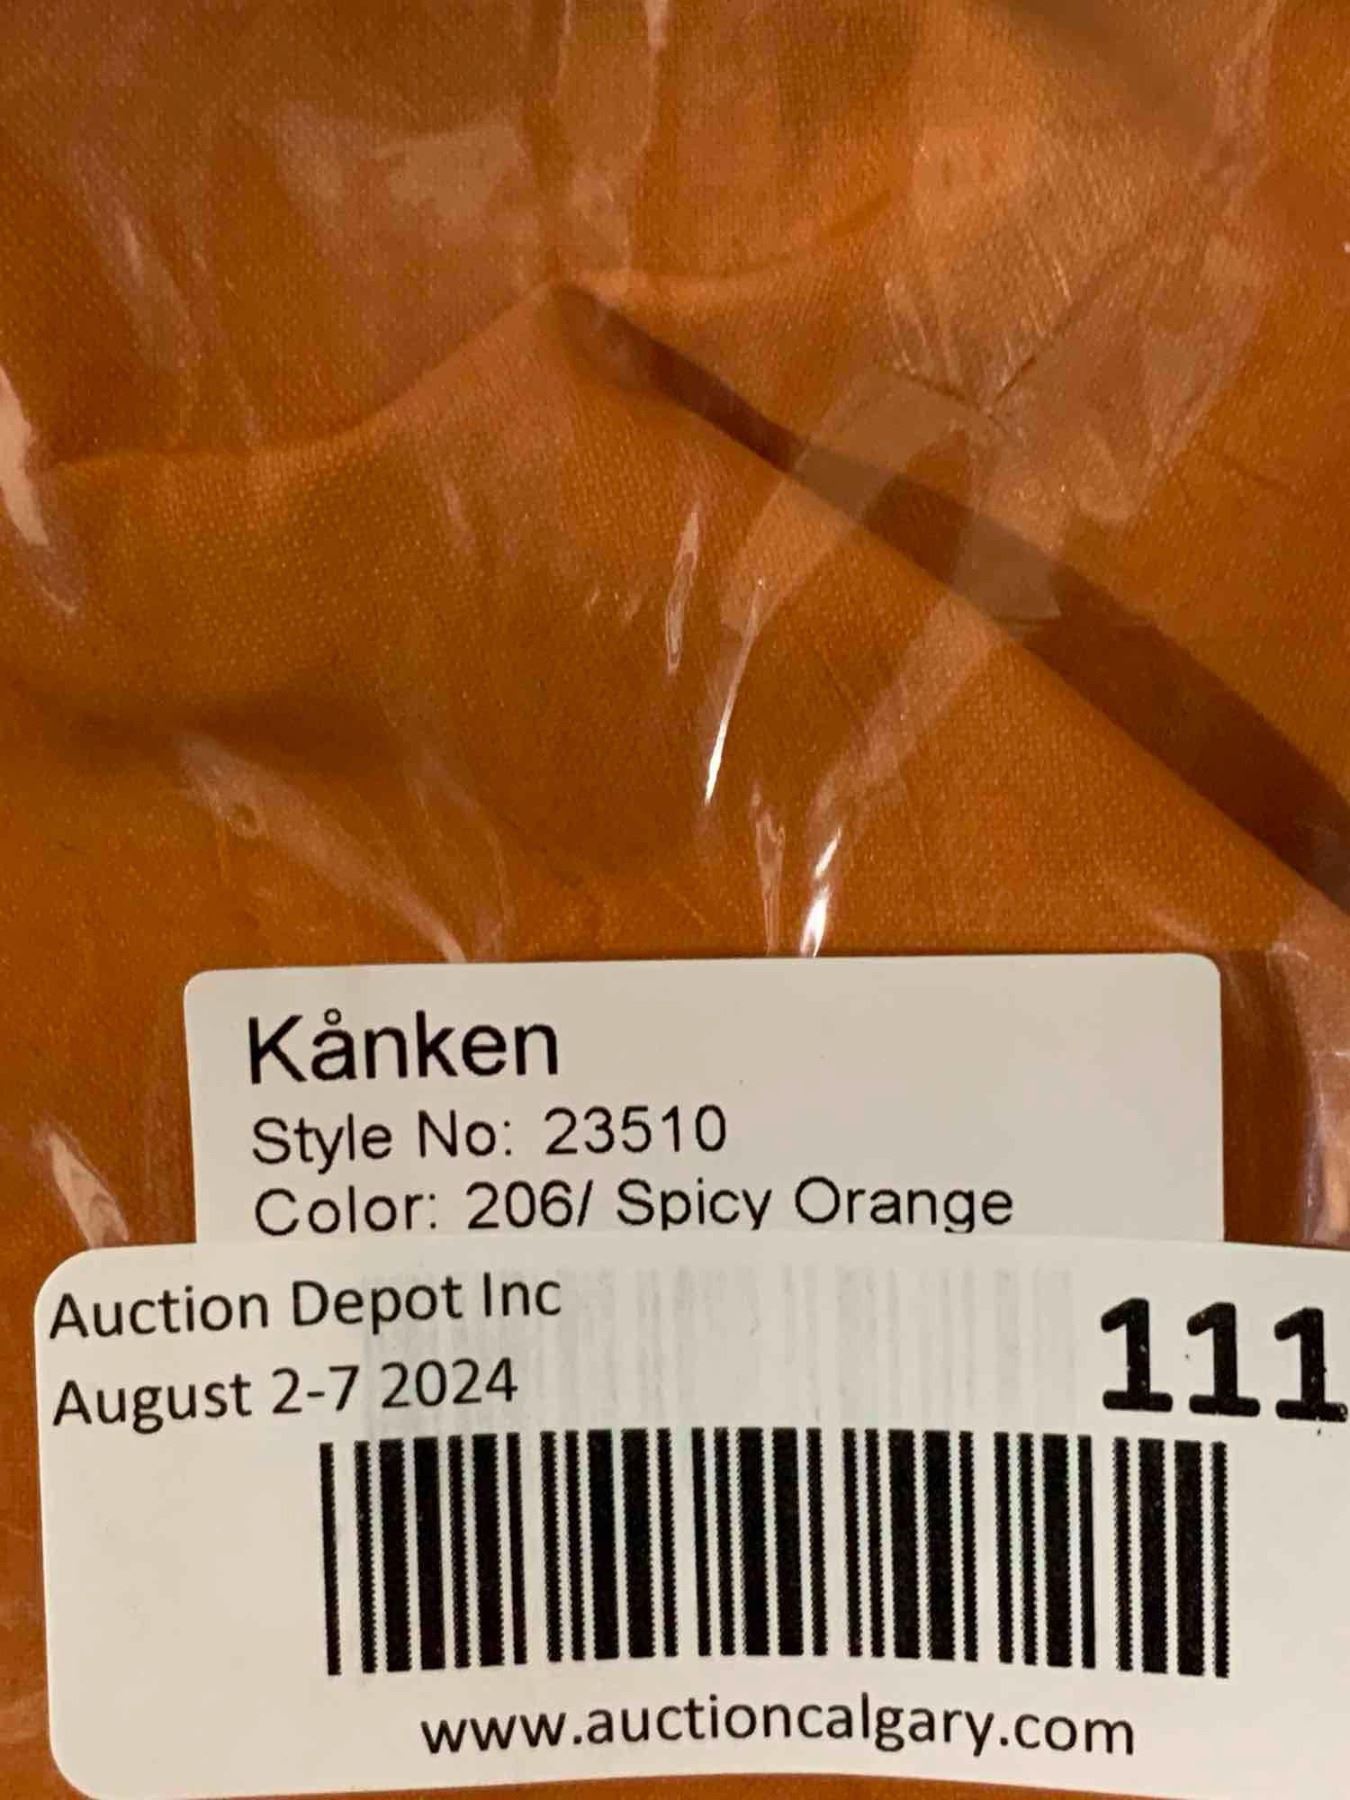 Kånken
Style No: 23510
Color: 206/ Spicy Orange
Auction Depot Inc
111
August 2-7 2024
www.auctioncalgary.com